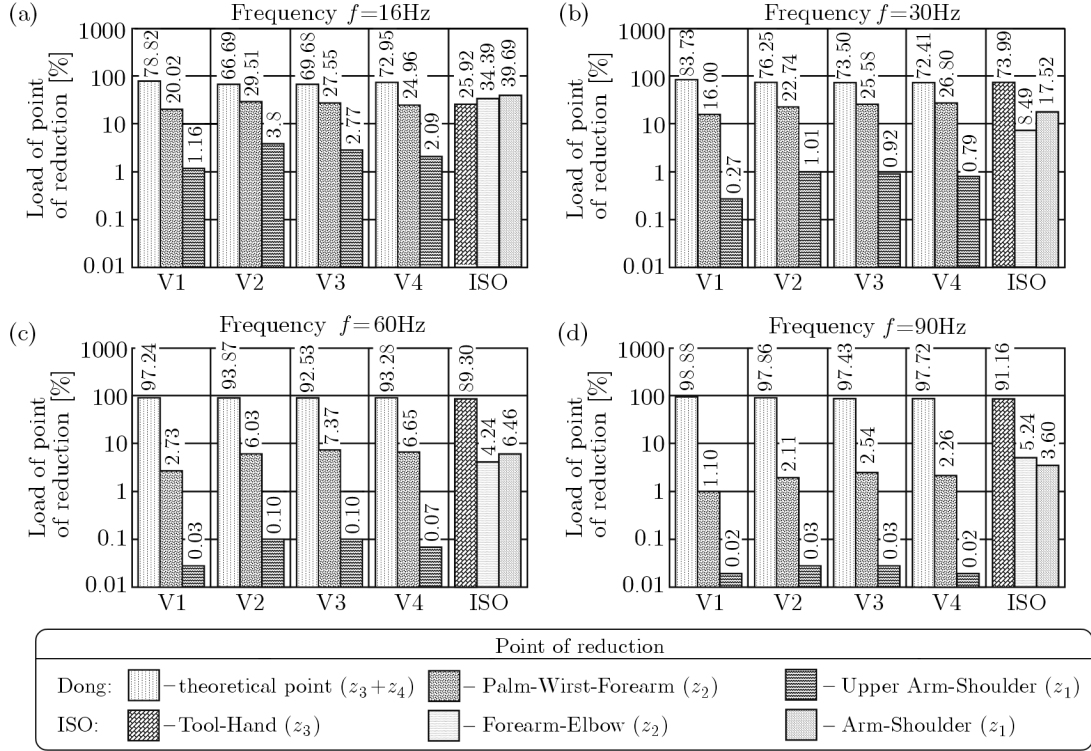 (a) Frequency f=16Hz
Load of point
of reduction [%]
1000
100
10
1
0.1
0.01
78.82 20.02 1.16 66.69 29.51 3.8 69.68 27.55 2.77 72.95 24.96 2.09 25.92 34.39 39.69
V1 V2 V3 V4 ISO
(b) Frequency f=30Hz
Load of point
of reduction [%]
1000
100
10
1
0.1
0.01
83.73 16.00 0.27 76.25 22.74 1.01 73.50 25.58 0.92 72.41 26.80 0.79 73.99 8.49 17.52
V1 V2 V3 V4 ISO
(c) Frequency f=60Hz
Load of point
of reduction [%]
1000
100
10
1
0.1
0.01
97.24 2.73 0.03 93.87 6.03 0.10 92.53 7.37 0.10 93.28 6.65 0.07 89.30 4.24 6.46
V1 V2 V3 V4 ISO
(d) Frequency f=90Hz
Load of point
of reduction [%]
1000
100
10
1
0.1
0.01
98.88 1.10 0.02 97.86 2.11 0.03 97.43 2.54 0.03 97.72 2.26 0.02 91.16 5.24 3.60
V1 V2 V3 V4 ISO
Point of reduction
Dong: –theoretical point (z₃+z₄) – Palm-Wirst-Forearm (z₂) – Upper Arm-Shoulder (z₁)
ISO: –Tool-Hand (z₃) – Forearm-Elbow (z₂) – Arm-Shoulder (z₁)